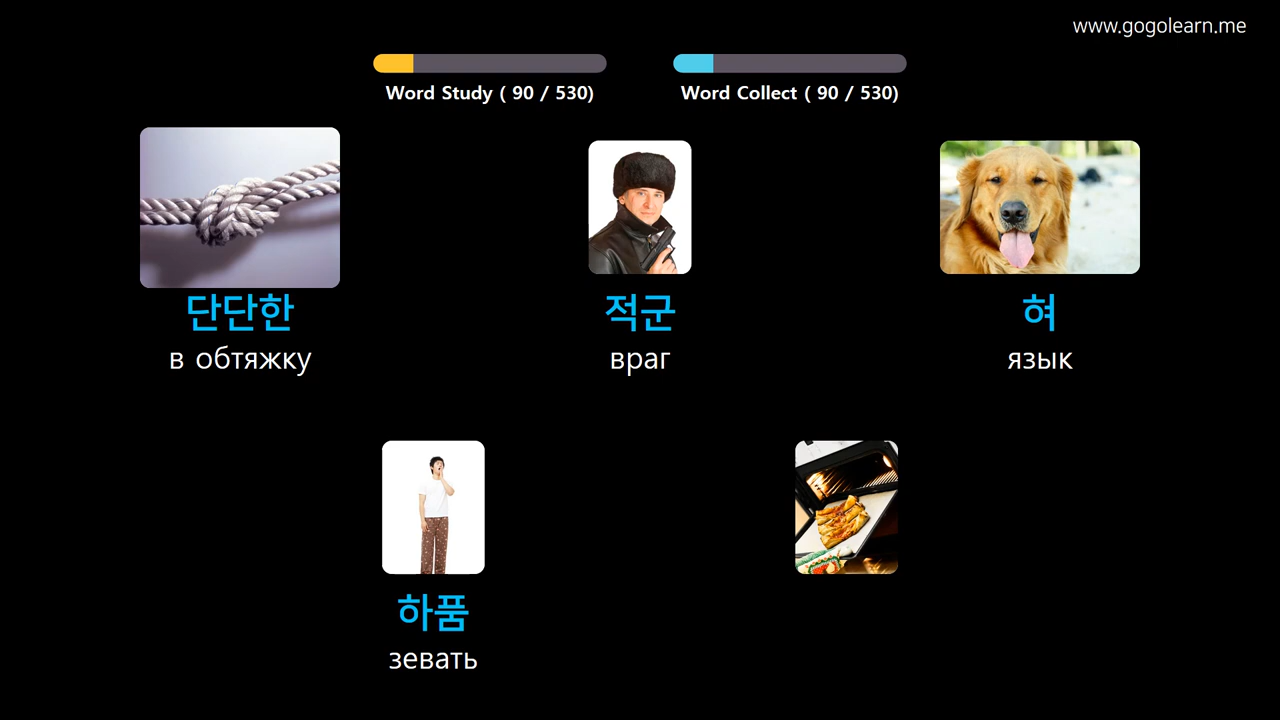 www.gogolearn.me
Word Study ( 90 / 530)
Word Collect ( 90 / 530)
단단한
в обтяжку
적군
враг
혀
язык
하품
зевать